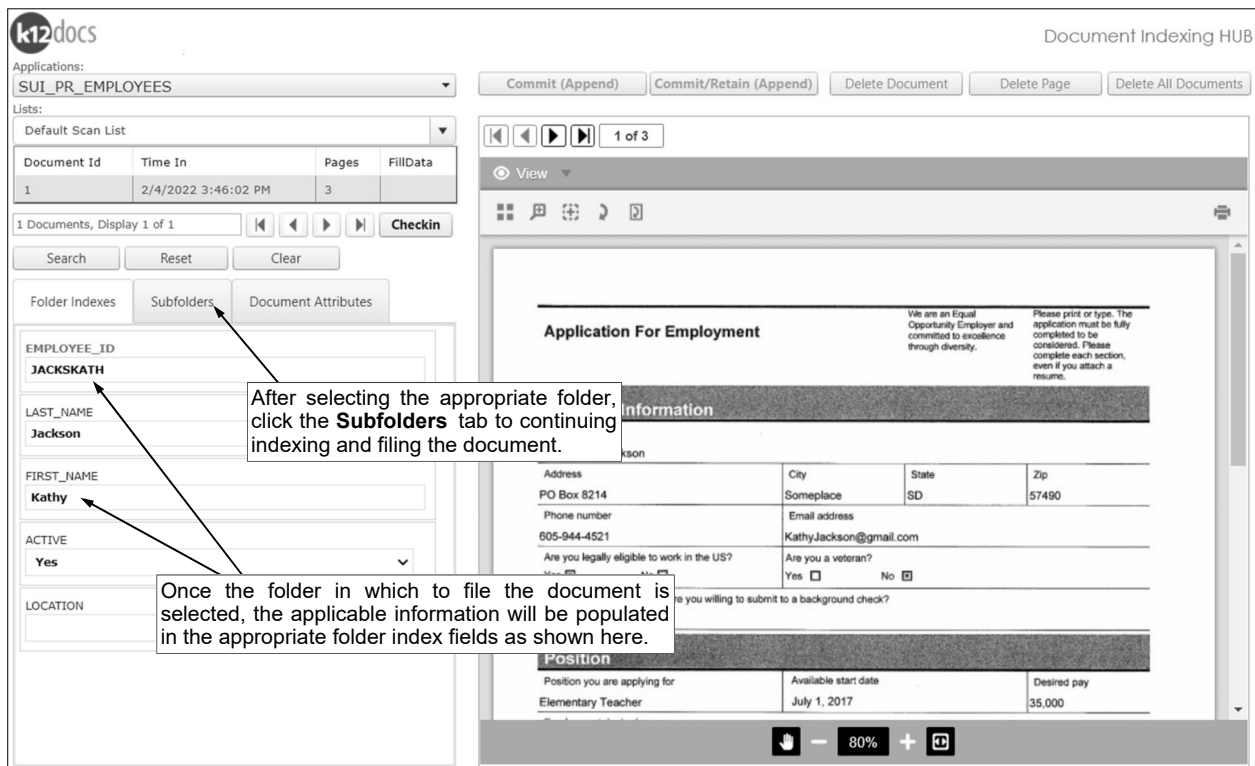 k12docs
Document Indexing HUB
Applications:
SUI_PR_EMPLOYEES
Commit (Append) Commit/Retain (Append) Delete Document Delete Page Delete All Documents
Lists:
Default Scan List
1 of 3
Document Id Time In Pages FillData
1 2/4/2022 3:46:02 PM 3
View
1 Documents, Display 1 of 1 Checkin
Search Reset Clear
Folder Indexes Subfolders Document Attributes
EMPLOYEE_ID
JACKSKATH
LAST_NAME
Jackson
FIRST_NAME
Kathy
ACTIVE
Yes
LOCATION
After selecting the appropriate folder,
click the Subfolders tab to continuing
indexing and filing the document.
Once the folder in which to file the document is
selected, the applicable information will be populated
in the appropriate folder index fields as shown here.
Application For Employment
We are an Equal
Opportunity Employer and
committed to excellence
through diversity.
Please print or type. The
application must be fully
completed to be
considered. Please
complete each section,
even if you attach a
resume.
Information
Address City State Zip
PO Box 8214 Someplace SD 57490
Phone number Email address
605-944-4521 KathyJackson@gmail.com
Are you legally eligible to work in the US? Are you a veteran?
Yes No
you willing to submit to a background check?
Position
Position you are applying for Available start date Desired pay
Elementary Teacher July 1, 2017 35,000
80%